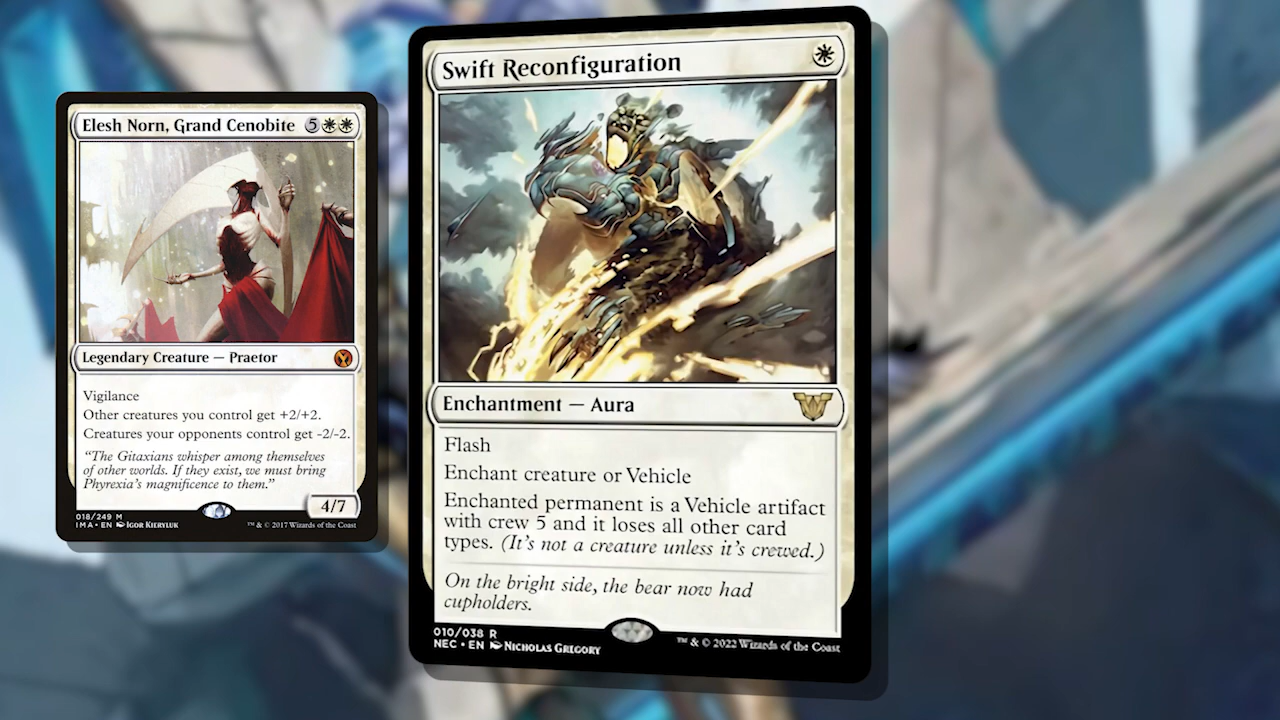 Elesh Norn, Grand Cenobite 5
Legendary Creature — Praetor
Vigilance
Other creatures you control get +2/+2.
Creatures your opponents control get -2/-2.
“The Gitaxians whisper among themselves
of other worlds. If they exist, we must bring
Phyrexia’s magnificence to them.”
4/7
018/249 M
IMA • EN Igor Kieryluk
™ & © 2017 Wizards of the Coast
Swift Reconfiguration
Enchantment — Aura
Flash
Enchant creature or Vehicle
Enchanted permanent is a Vehicle artifact
with crew 5 and it loses all other card
types. (It’s not a creature unless it’s crewed.)
On the bright side, the bear now had
cupholders.
010/038 R
NEC • EN Nicholas Gregory
™ & © 2022 Wizards of the Coast